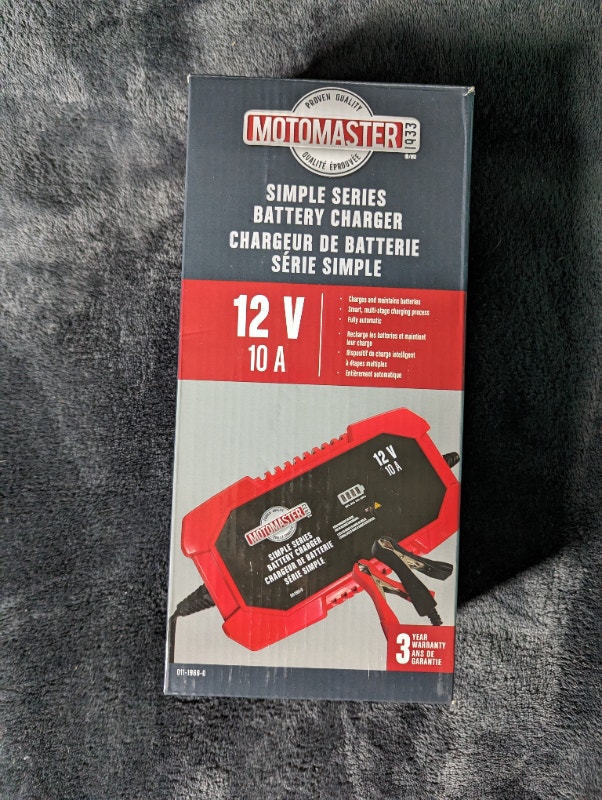 PROVEN QUALITY
MOTOMASTER
1933
QUALITÉ ÉPROUVÉE
SIMPLE SERIES
BATTERY CHARGER
CHARGEUR DE BATTERIE
SÉRIE SIMPLE
12 V
10 A
• Charges and maintains batteries
• Smart, multi-stage charging process
• Fully automatic
• Recharge les batteries et maintient
leur charge
• Dispositif de charge intelligent
à étages multiples
• Entièrement automatique
12 V
10 A
MOTOMASTER
SIMPLE SERIES
BATTERY CHARGER
CHARGEUR DE BATTERIE
SÉRIE SIMPLE
3 YEAR
WARRANTY
ANS DE
GARANTIE
011-1969-0